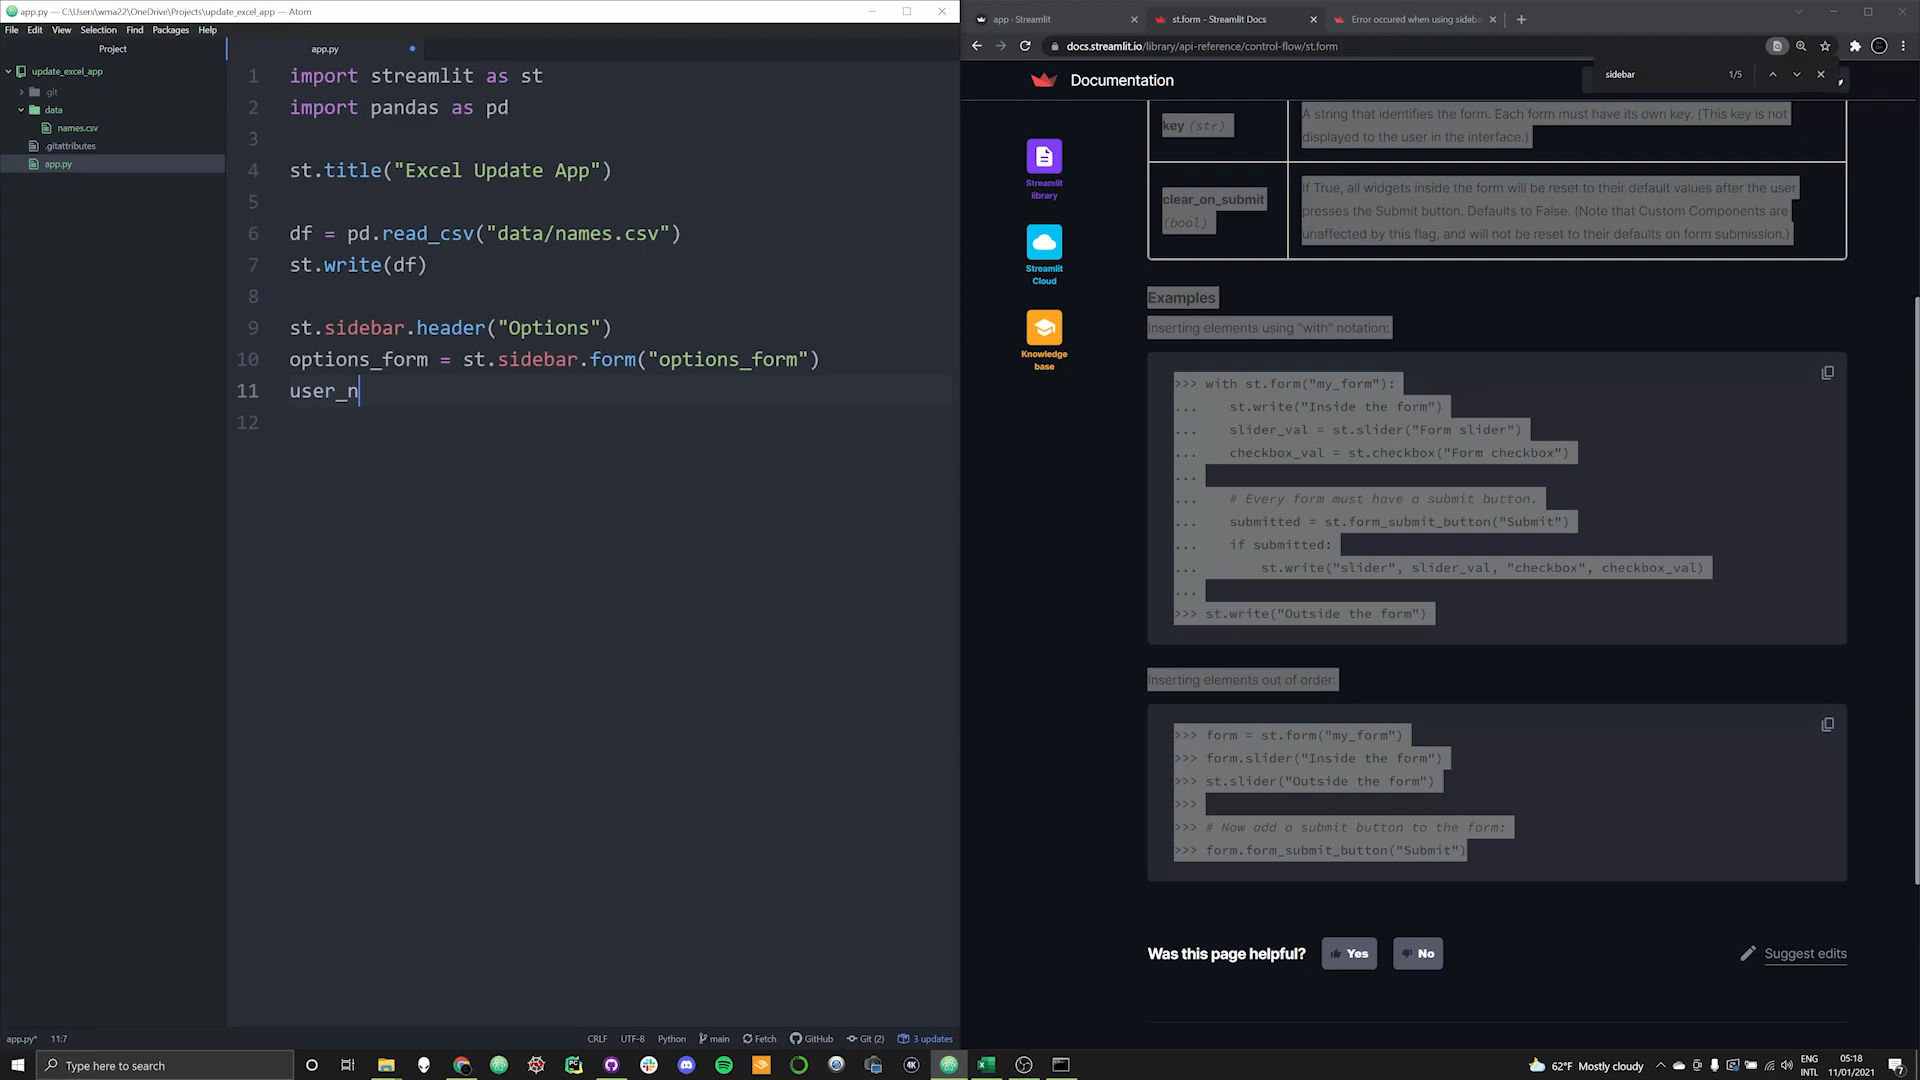 app.py — C:\Users\wma22\OneDrive\Projects\update_excel_app — Atom
File Edit View Selection Find Packages Help
Project
update_excel_app
.git
data
names.csv
.gitattributes
app.py
app.py
1 import streamlit as st
2 import pandas as pd
3
4 st.title("Excel Update App")
5
6 df = pd.read_csv("data/names.csv")
7 st.write(df)
8
9 st.sidebar.header("Options")
10 options_form = st.sidebar.form("options_form")
11 user_n
12
app.py* 11:7
CRLF UTF-8 Python main Fetch GitHub Git (2) 3 updates
app · Streamlit
st.form - Streamlit Docs
Error occured when using sideba
docs.streamlit.io/library/api-reference/control-flow/st.form
sidebar 1/5
Documentation
Streamlit
library
Streamlit
Cloud
Knowledge
base
key (str)
A string that identifies the form. Each form must have its own key. (This key is not
displayed to the user in the interface.)
clear_on_submit
(bool)
If True, all widgets inside the form will be reset to their default values after the user
presses the Submit button. Defaults to False. (Note that Custom Components are
unaffected by this flag, and will not be reset to their defaults on form submission.)
Examples
Inserting elements using "with" notation:
>>> with st.form("my_form"):
...    st.write("Inside the form")
...    slider_val = st.slider("Form slider")
...    checkbox_val = st.checkbox("Form checkbox")
...
...    # Every form must have a submit button.
...    submitted = st.form_submit_button("Submit")
...    if submitted:
...        st.write("slider", slider_val, "checkbox", checkbox_val)
...
>>> st.write("Outside the form")
Inserting elements out of order:
>>> form = st.form("my_form")
>>> form.slider("Inside the form")
>>> st.slider("Outside the form")
>>>
>>> # Now add a submit button to the form:
>>> form.form_submit_button("Submit")
Was this page helpful? Yes No Suggest edits
Type here to search
4K
62°F Mostly cloudy
ENG
INTL
05:18
11/01/2021
7